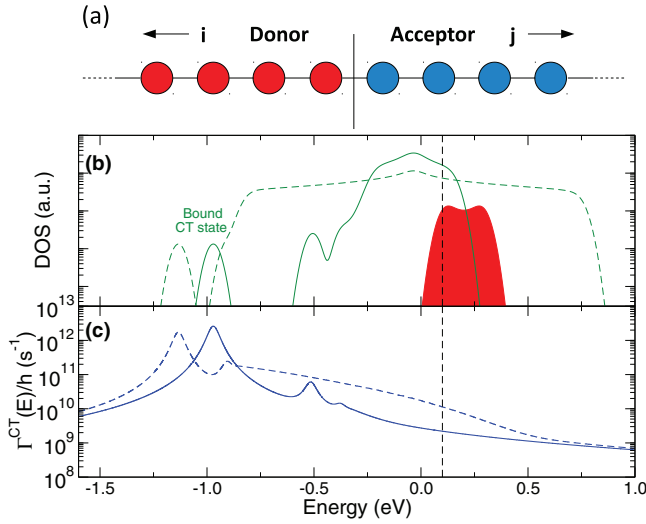 (a)
i Donor Acceptor j
(b)
DOS (a.u.)
Bound
CT state
10^13
(c)
Γ^CT(E)/h (s^-1)
10^12
10^11
10^10
10^9
10^8
-1.5 -1.0 -0.5 0.0 0.5 1.0
Energy (eV)